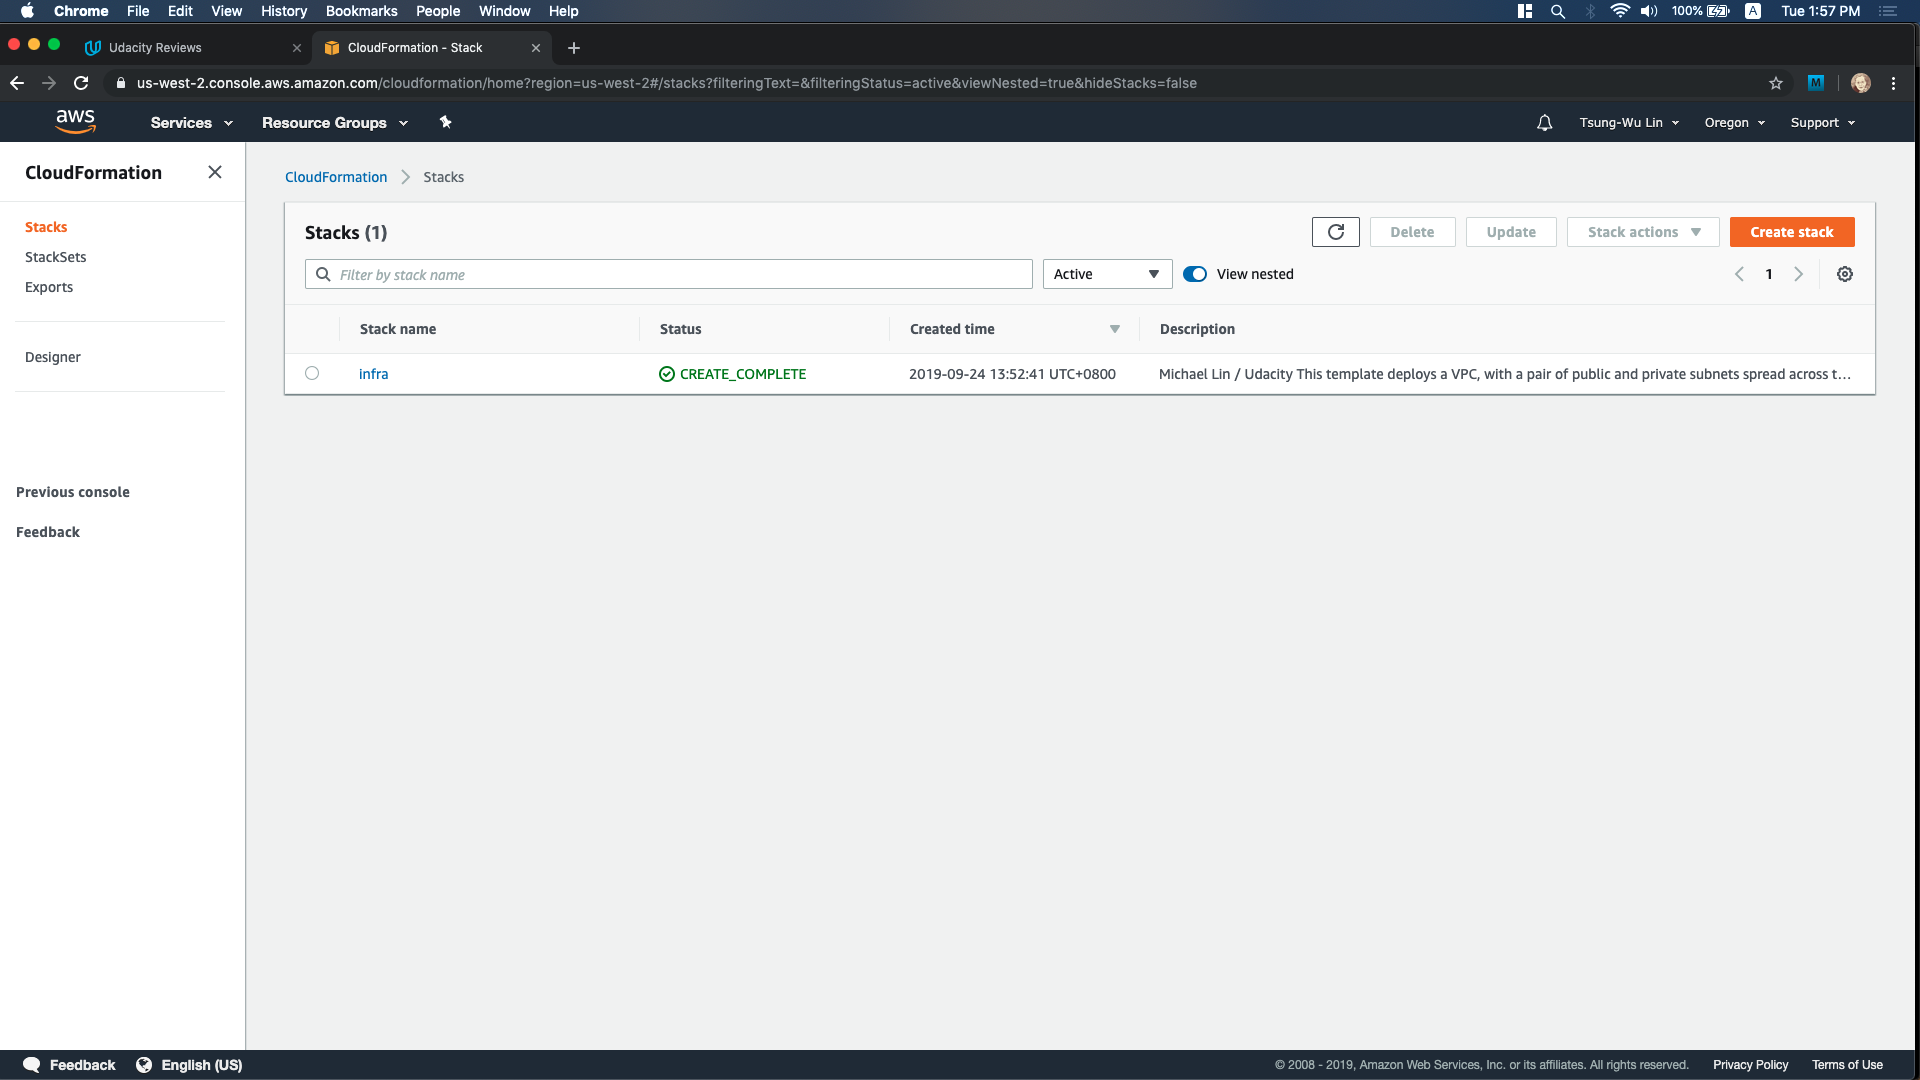 Chrome File Edit View History Bookmarks People Window Help 100% A Tue 1:57 PM
Udacity Reviews CloudFormation - Stack
us-west-2.console.aws.amazon.com/cloudformation/home?region=us-west-2#/stacks?filteringText=&filteringStatus=active&viewNested=true&hideStacks=false M
aws Services Resource Groups Tsung-Wu Lin Oregon Support
CloudFormation
Stacks
StackSets
Exports
Designer
Previous console
Feedback
CloudFormation Stacks
Stacks (1) Delete Update Stack actions Create stack
Filter by stack name Active View nested 1
Stack name Status Created time Description
infra CREATE_COMPLETE 2019-09-24 13:52:41 UTC+0800 Michael Lin / Udacity This template deploys a VPC, with a pair of public and private subnets spread across t...
Feedback English (US) © 2008 - 2019, Amazon Web Services, Inc. or its affiliates. All rights reserved. Privacy Policy Terms of Use